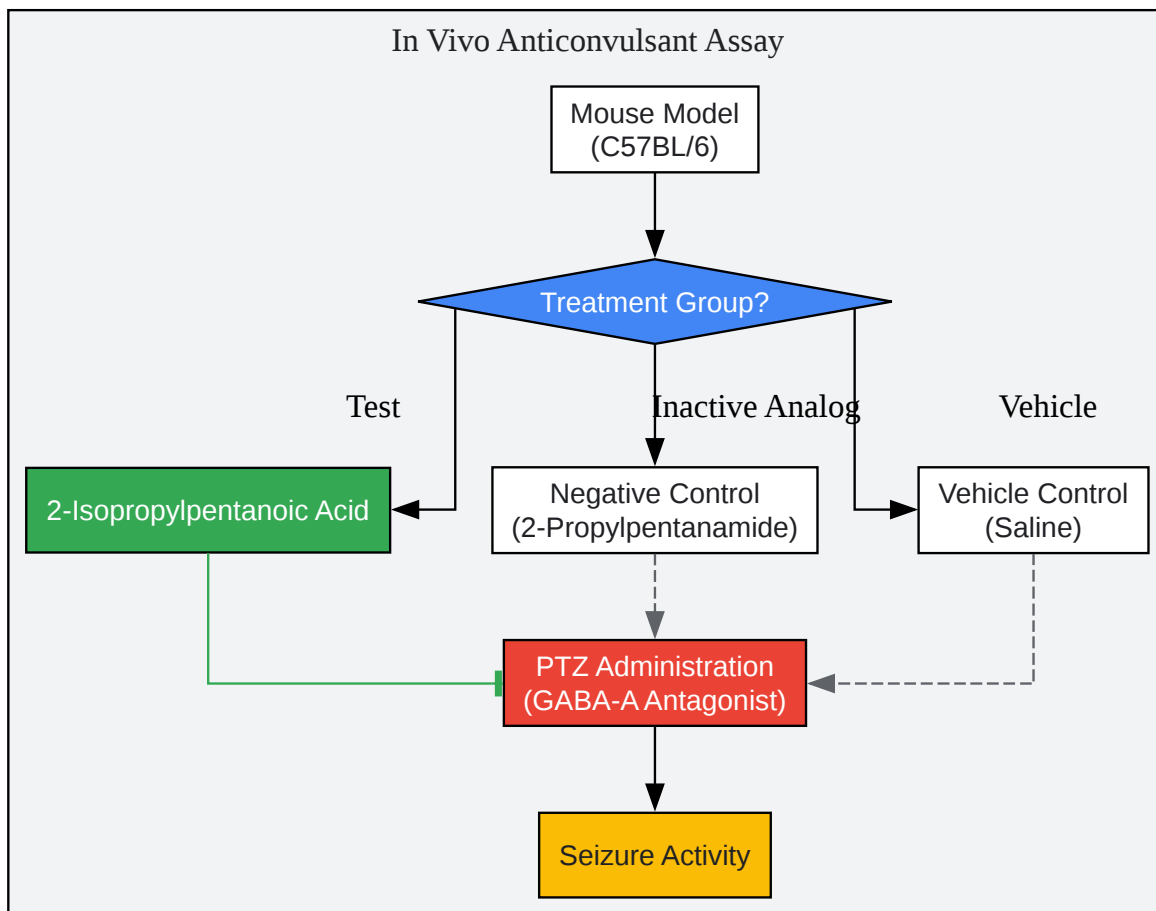 In Vivo Anticonvulsant Assay
Mouse Model
(C57BL/6)
Treatment Group?
Test
Inactive Analog
Vehicle
2-Isopropylpentanoic Acid
Negative Control
(2-Propylpentanamide)
Vehicle Control
(Saline)
PTZ Administration
(GABA-A Antagonist)
Seizure Activity